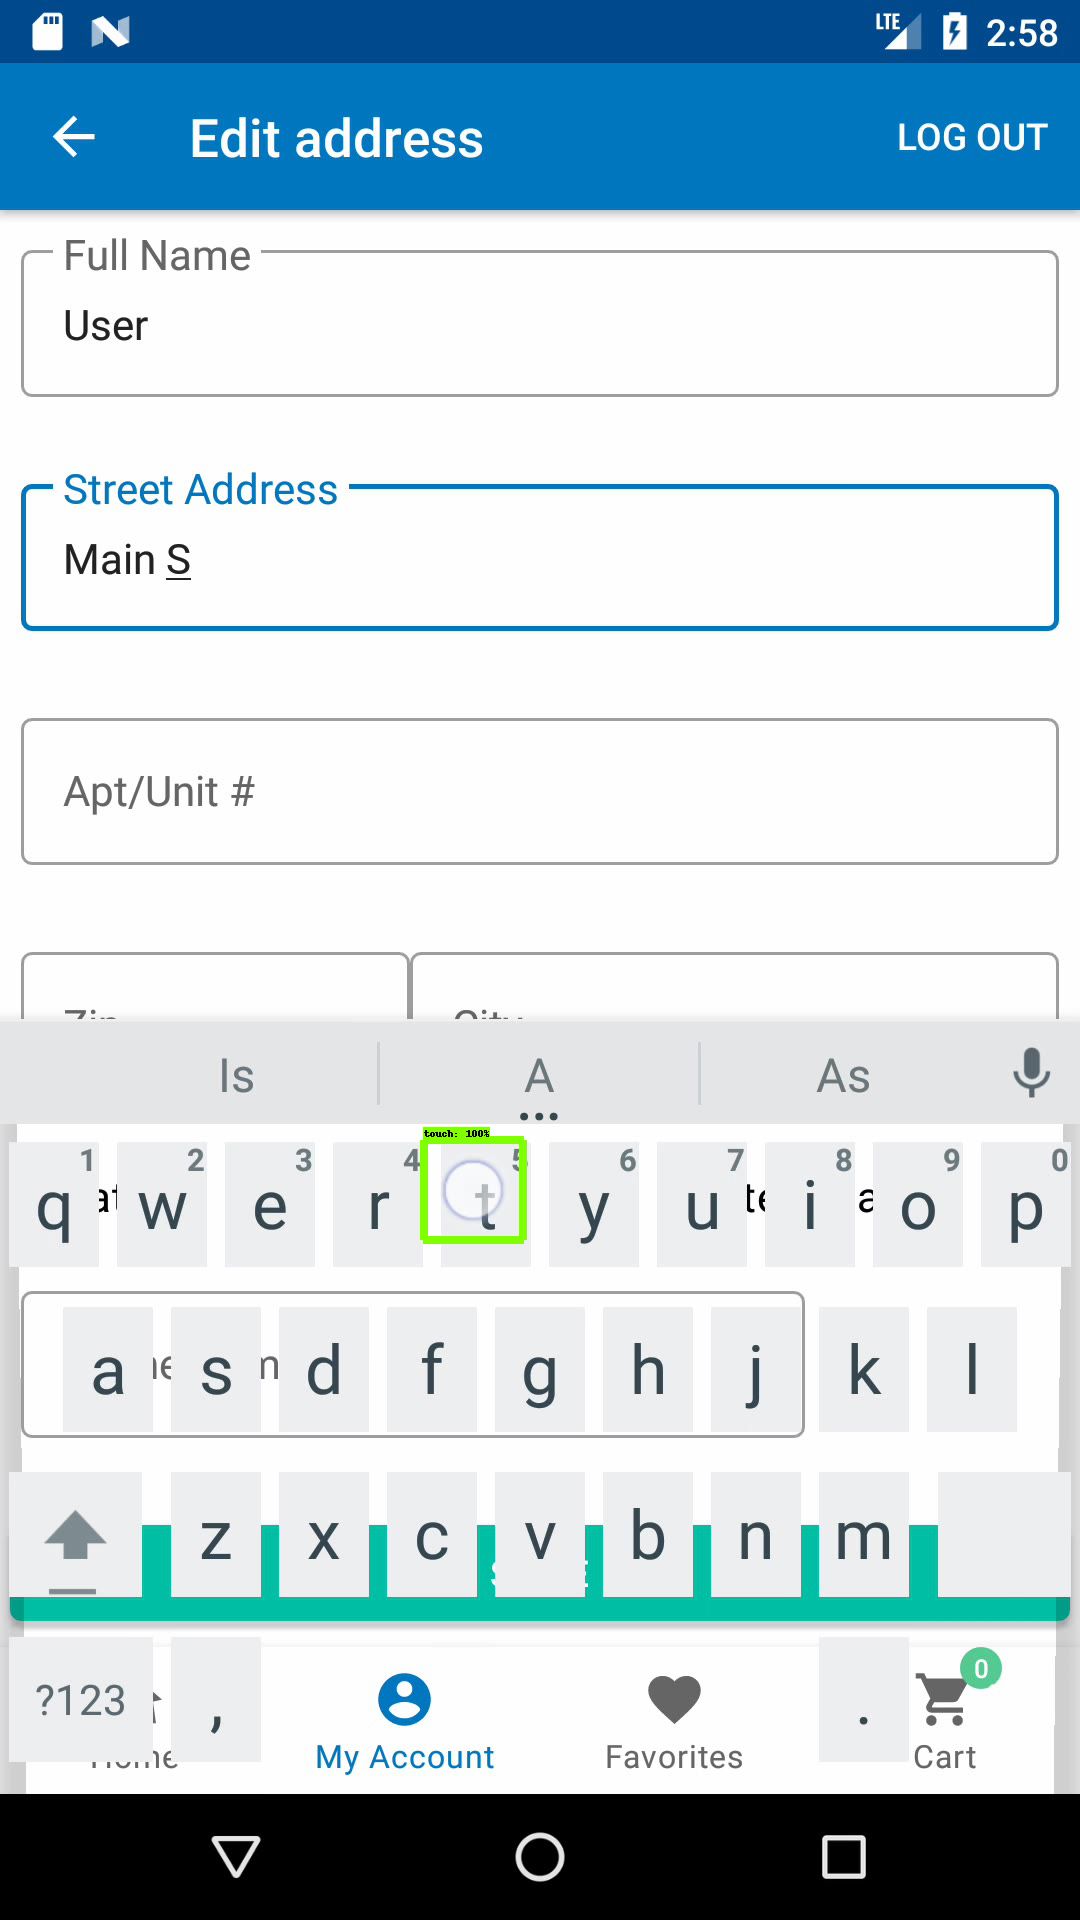 LTE 2:58
Edit address LOG OUT
Full Name
User
Street Address
Main S
Apt/Unit #
Zip City
Is A As
touch: 100%
1 2 3 4 5 6 7 8 9 0
q w e r t y u i o p
a s d f g h j k l
z x c v b n m
?123 , . 0
Home My Account Favorites Cart